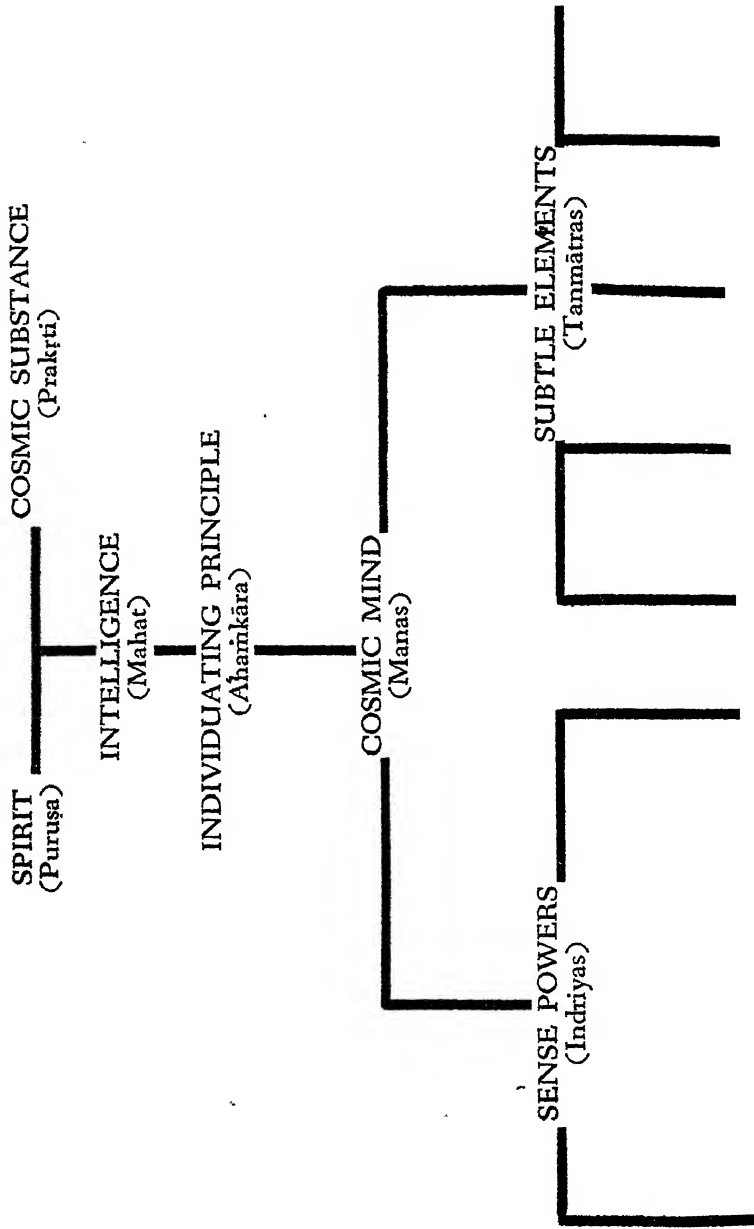 SPIRIT
(Puruṣa)
COSMIC SUBSTANCE
(Prakṛti)
INTELLIGENCE
(Mahat)
INDIVIDUATING PRINCIPLE
(Ahaṁkāra)
COSMIC MIND
(Manas)
SENSE POWERS
(Indriyas)
SUBTLE ELEMENTS
(Tanmātras)